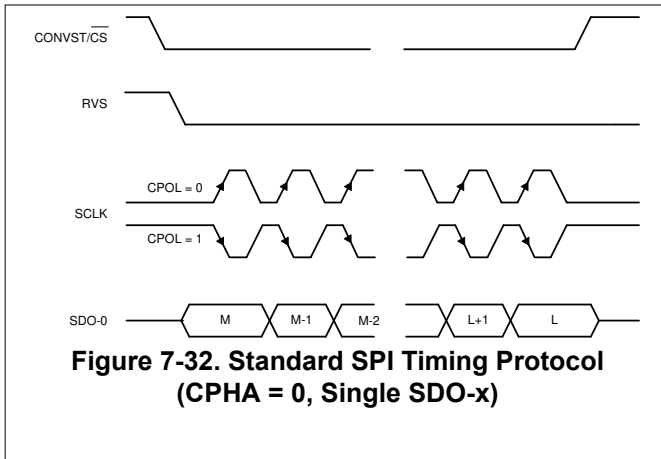 CONVST/CS
RVS
CPOL = 0
SCLK
CPOL = 1
SDO-0 M M-1 M-2 L+1 L
Figure 7-32. Standard SPI Timing Protocol
(CPHA = 0, Single SDO-x)